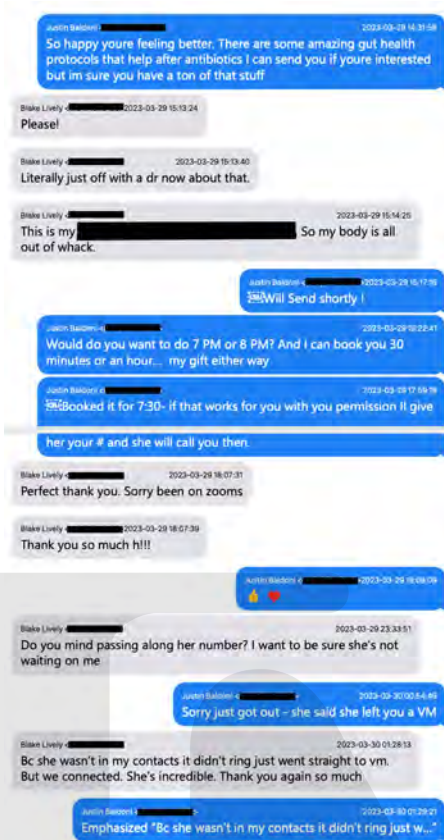 Justin Baldoni 2023-03-29 14:31:58
So happy youre feeling better. There are some amazing gut health
protocols that help after antibiotics I can send you if youre interested
but im sure you have a ton of that stuff
Blake Lively < 2023-03-29 15:13:24
Please!
Blake Lively < 2023-03-29 15:13:40
Literally just off with a dr now about that.
Blake Lively < 2023-03-29 15:14:25
This is my So my body is all
out of whack.
Justin Baldoni < 2023-03-29 15:17:19
Will Send shortly !
Justin Baldoni <
Would do you want to do 7 PM or 8 PM? And i can book you 30
minutes or an hour... my gift either way
Justin Baldoni < 2023-03-29 17:59:19
Booked it for 7:30- if that works for you with you permission Il give
her your # and she will call you then.
Blake Lively < 2023-03-29 18:07:31
Perfect thank you. Sorry been on zooms
Blake Lively < 2023-03-29 18:07:39
Thank you so much h!!!
Justin Baldoni < 2023-03-29 18:09:09
👍 ❤️
Blake Lively < 2023-03-29 23:33:51
Do you mind passing along her number? I want to be sure she's not
waiting on me
Justin Baldoni < 2023-03-30 00:54:49
Sorry just got out - she said she left you a VM
Blake Lively < 2023-03-30 01:28:13
Bc she wasn't in my contacts it didn't ring just went straight to vm.
But we connected. She's incredible. Thank you again so much
Justin Baldoni < 2023-03-30 01:29:21
Emphasized "Bc she wasn't in my contacts it didn't ring just w..."